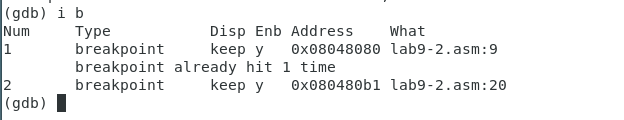 (gdb) i b
Num     Type           Disp Enb Address    What
1       breakpoint     keep y   0x08048080 lab9-2.asm:9
        breakpoint already hit 1 time
2       breakpoint     keep y   0x080480b1 lab9-2.asm:20
(gdb)